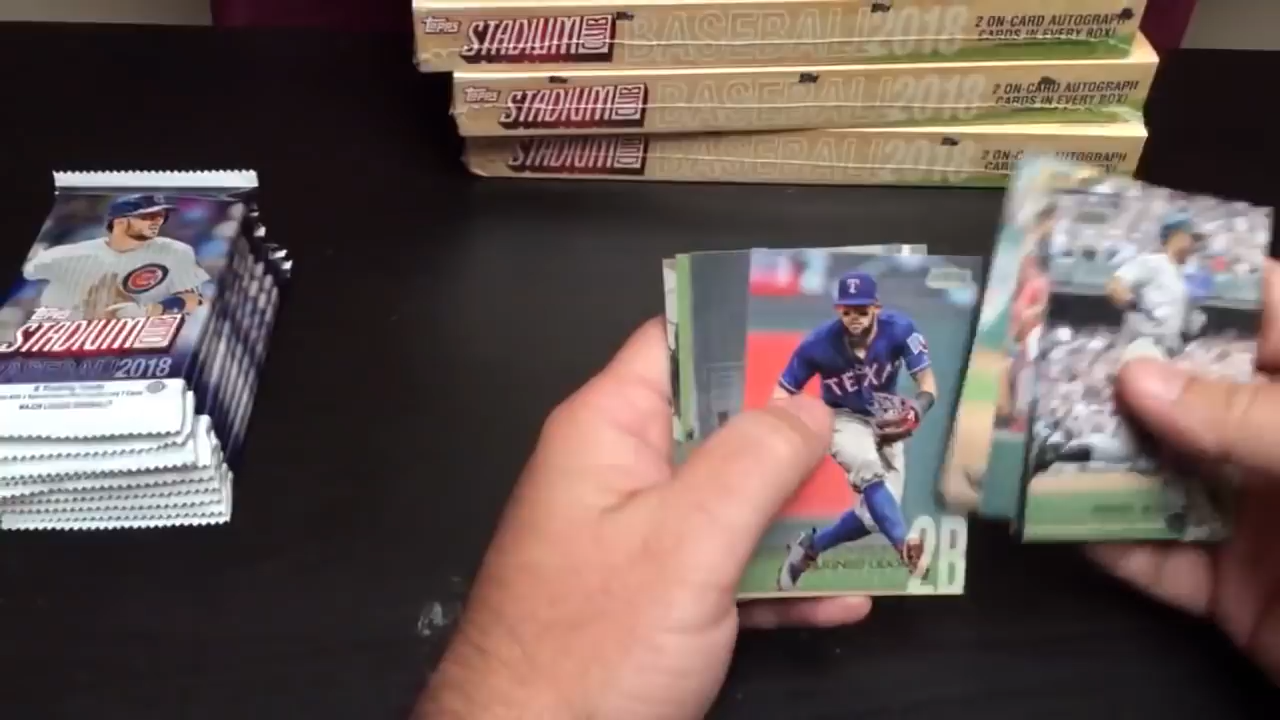 Topps STADIUM CLUB BASEBALL 2018 2 ON-CARD AUTOGRAPH
CARDS IN EVERY BOX!
Topps STADIUM CLUB BASEBALL 2018 2 ON-CARD AUTOGRAPH
CARDS IN EVERY BOX!
STADIUM CLUB BASEBALL 2018 2 ON-CARD AUTOGRAPH
T
TEXAS
C
Topps
STADIUM CLUB
BASEBALL 2018
2B